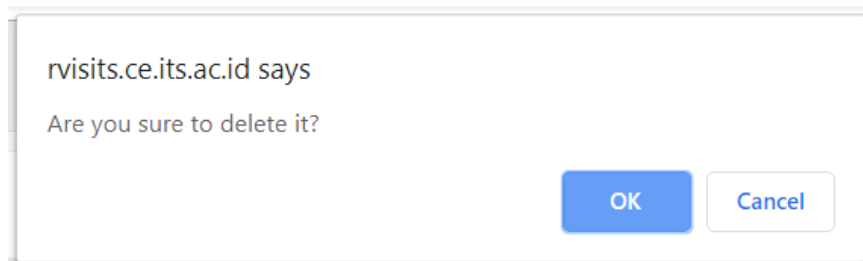 rvisits.ce.its.ac.id says
Are you sure to delete it?
OK Cancel